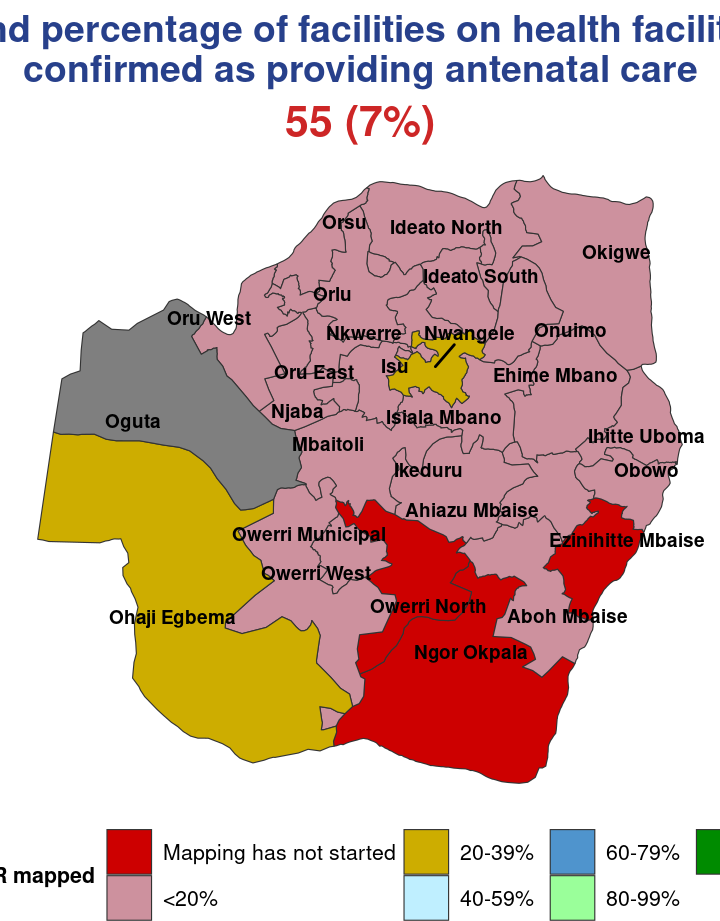 nd percentage of facilities on health facilit
confirmed as providing antenatal care
55 (7%)
Orsu
Ideato North
Okigwe
Ideato South
Orlu
Oru West
Nkwerre
Nwangele
Onuimo
Isu
Oru East
Ehime Mbano
Njaba
Isiala Mbano
Oguta
Ihitte Uboma
Mbaitoli
Ikeduru
Obowo
Ahiazu Mbaise
Owerri Municipal
Ezinihitte Mbaise
Owerri West
Owerri North
Ohaji Egbema
Aboh Mbaise
Ngor Okpala
R mapped
Mapping has not started
20-39%
60-79%
<20%
40-59%
80-99%